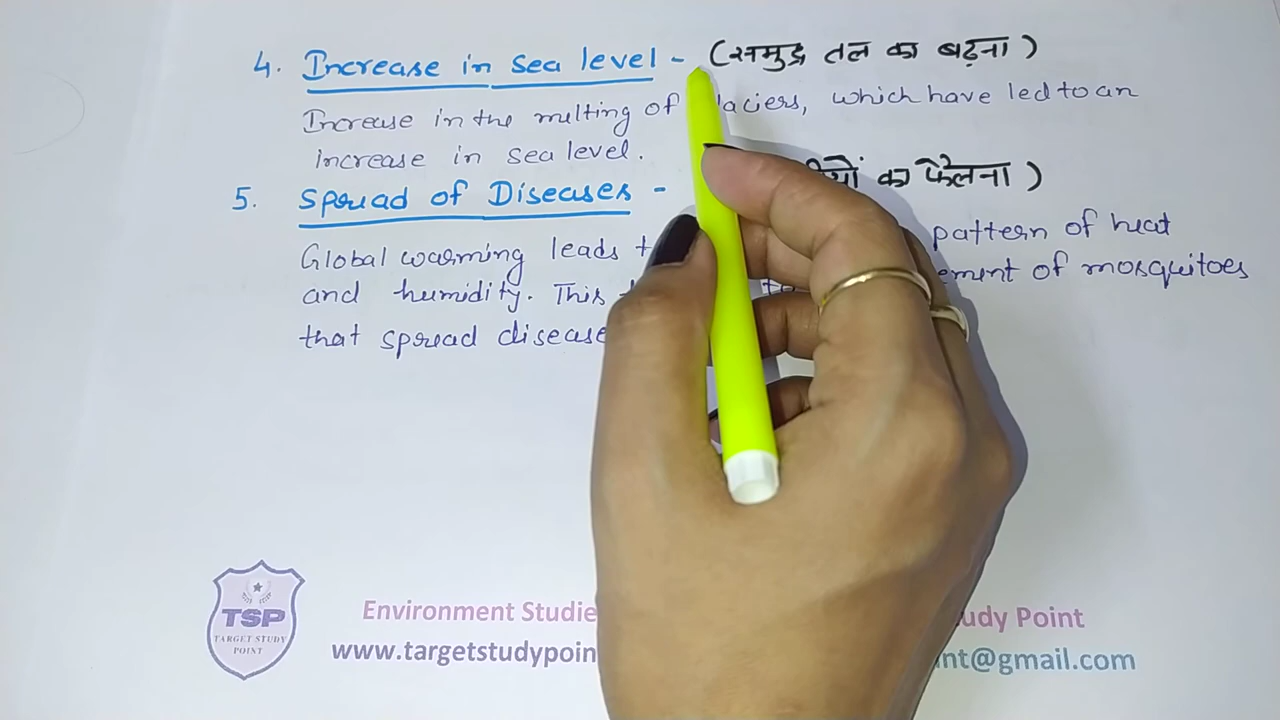 4. Increase in sea level - (समुद्र तल का बढ़ना)
Increase in the melting of laciers, which have led to an
increase in sea level.
5. Spread of Diseases - का फैलना)
Global warming leads pattern of heat
and humidity. This ement of mosquitoes
that spread disease
TSP
TARGET STUDY
POINT
Environment Studie udy Point
www.targetstudypoin nt@gmail.com